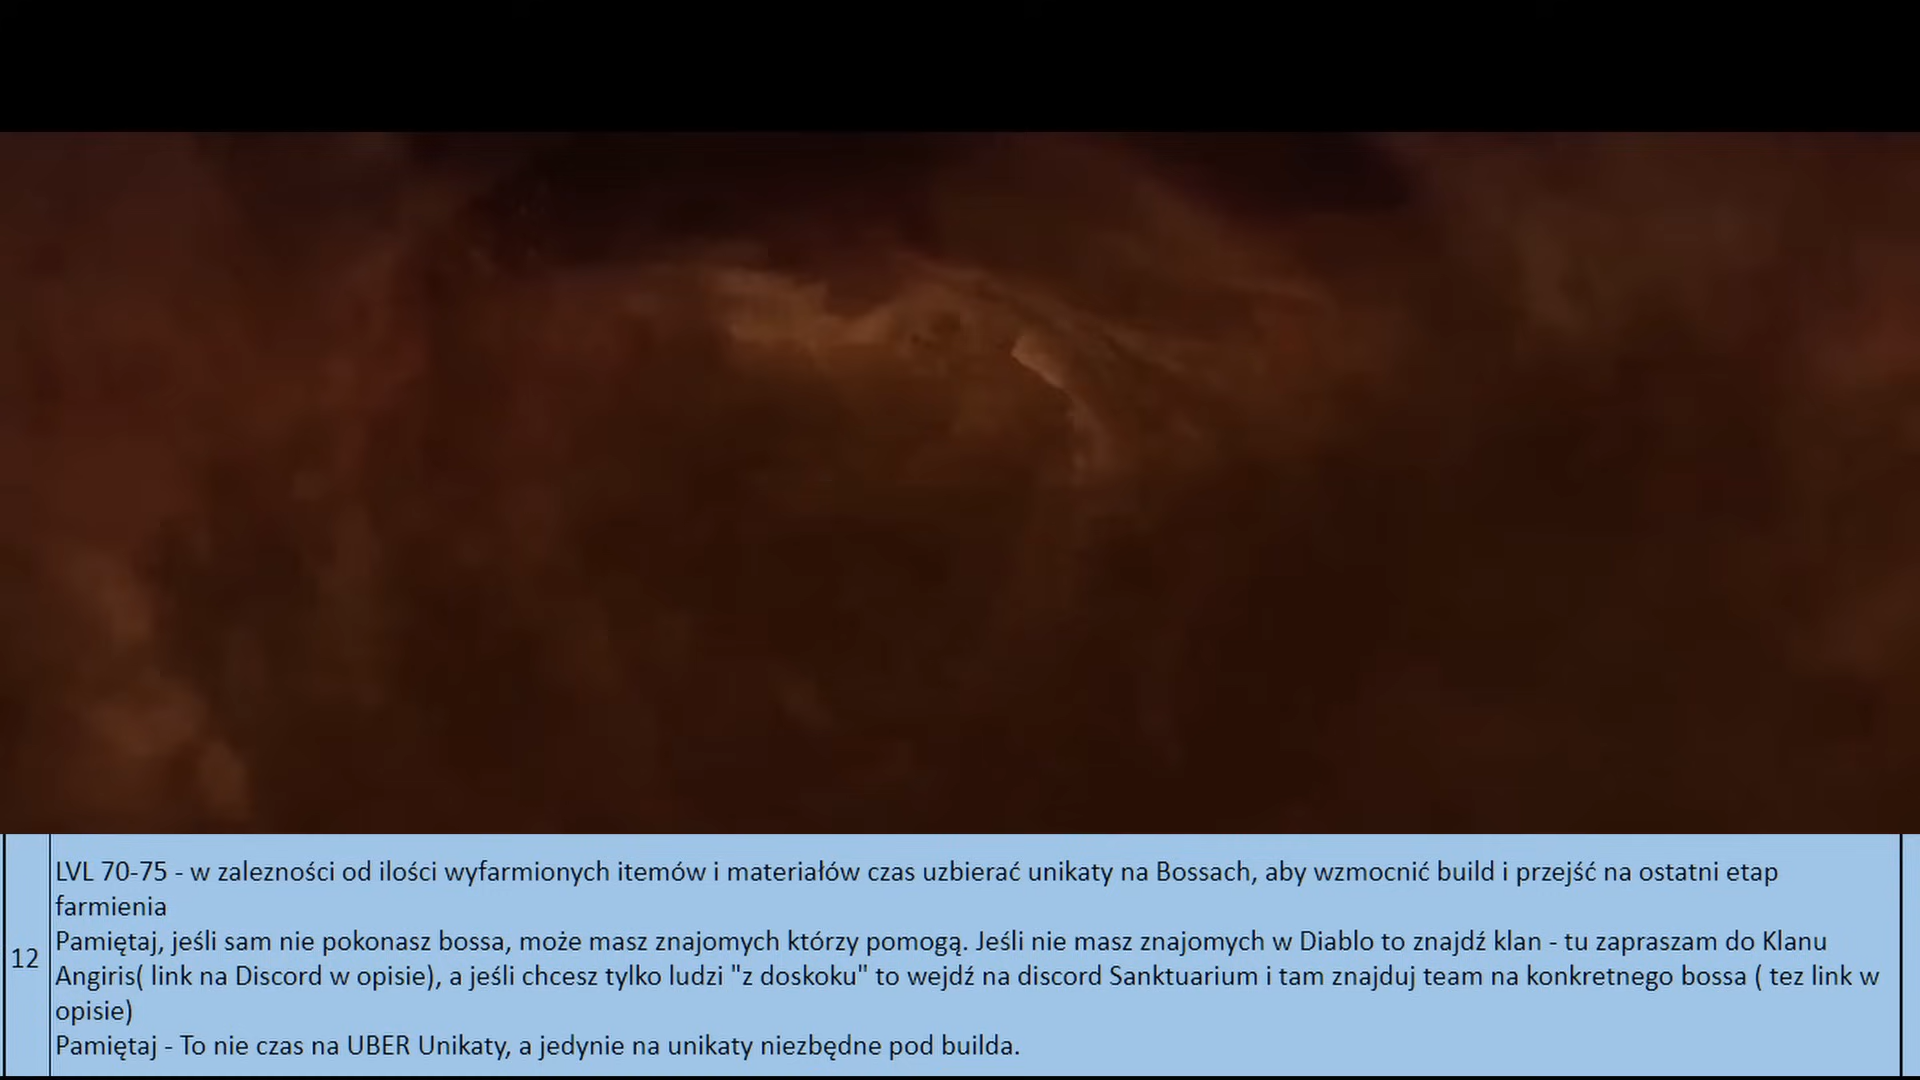 LVL 70-75 - w zalezności od ilości wyfarmionych itemów i materiałów czas uzbierać unikaty na Bossach, aby wzmocnić build i przejść na ostatni etap
farmienia
Pamiętaj, jeśli sam nie pokonasz bossa, może masz znajomych którzy pomogą. Jeśli nie masz znajomych w Diablo to znajdź klan - tu zapraszam do Klanu
12
Angiris( link na Discord w opisie), a jeśli chcesz tylko ludzi "z doskoku" to wejdź na discord Sanktuarium i tam znajduj team na konkretnego bossa ( tez link w
opisie)
Pamiętaj - To nie czas na UBER Unikaty, a jedynie na unikaty niezbędne pod builda.